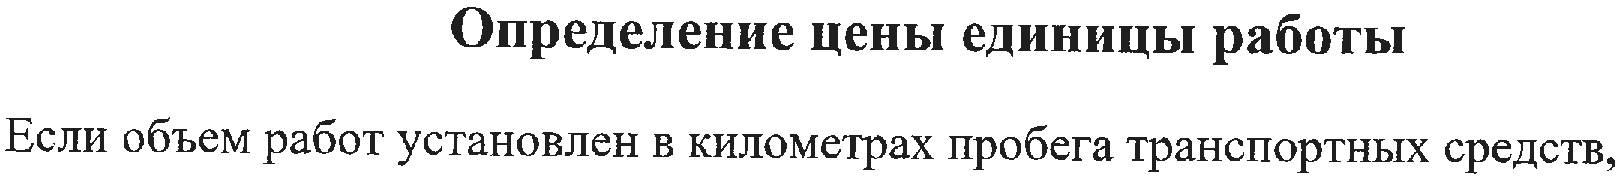 Определение цены единицы работы
Если объем работ установлен в километрах пробега транспортных средств,